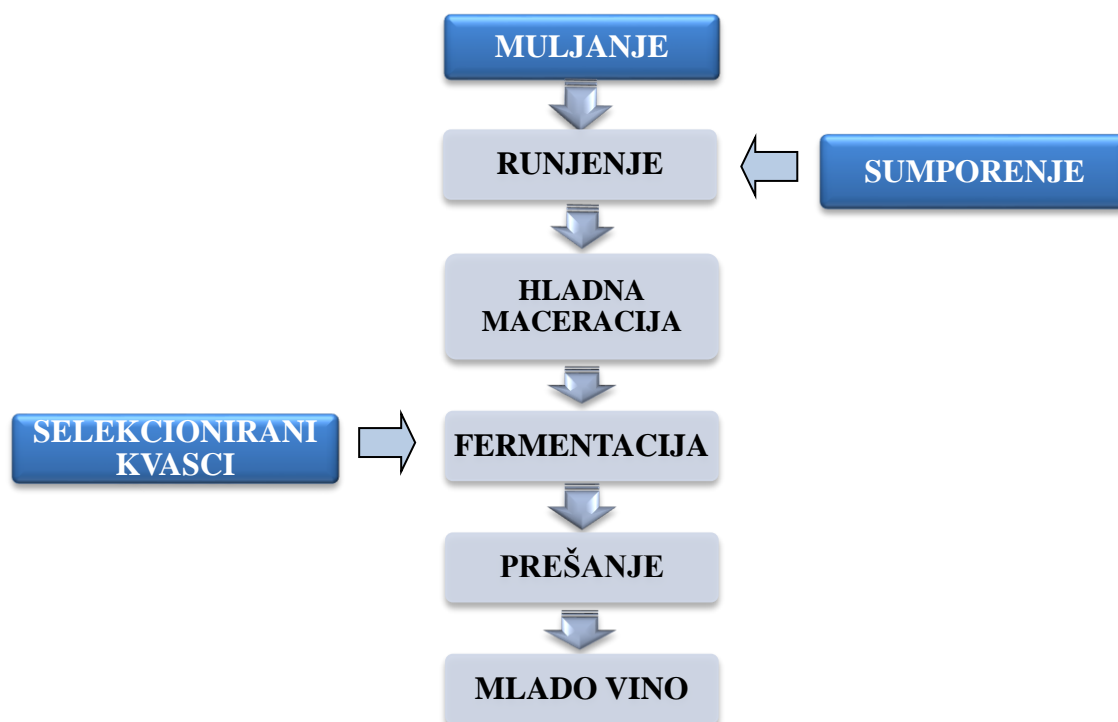 MULJANJE
RUNJENJE
SUMPORENJE
HLADNA
MACERACIJA
SELEKCIONIRANI
KVASCI
FERMENTACIJA
PREŠANJE
MLADO VINO